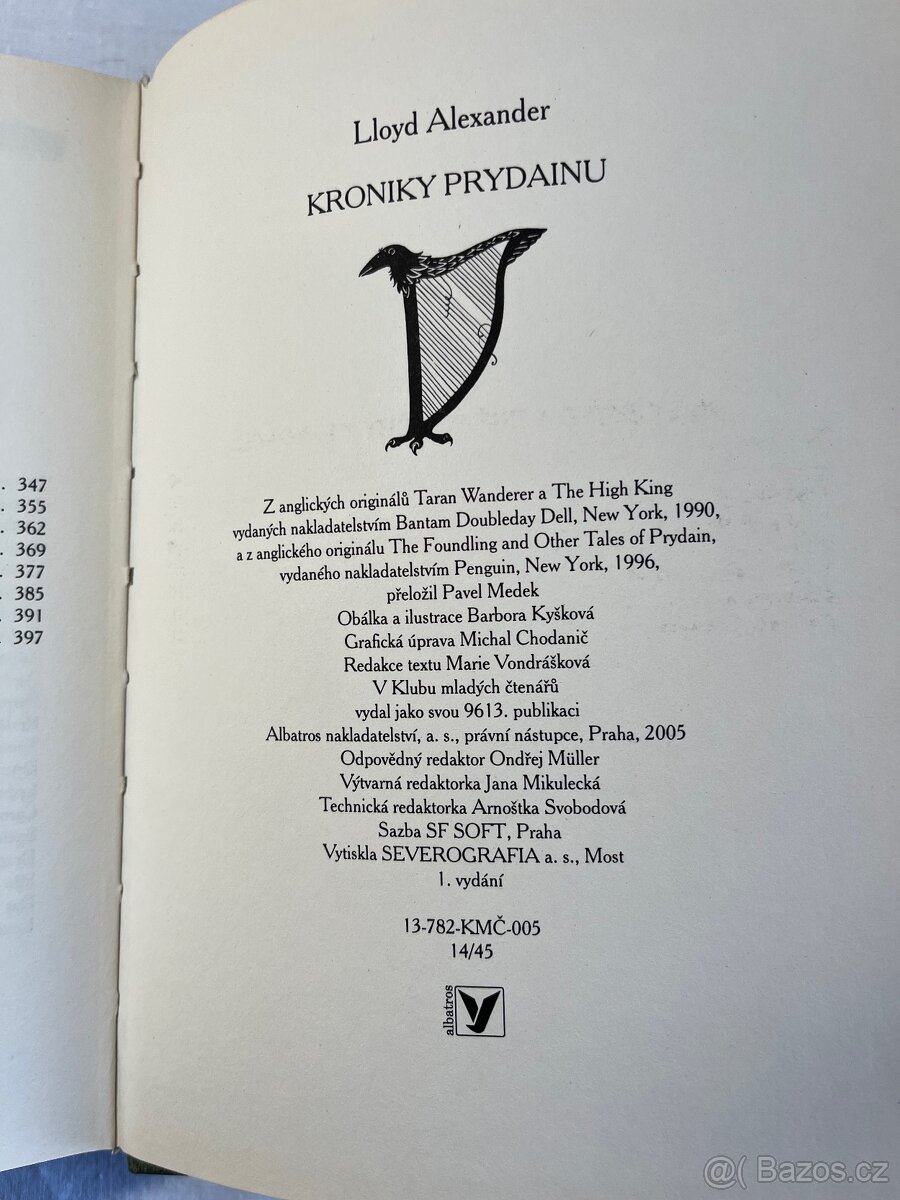 . 347
. 355
. 362
. 369
. 377
. 385
. 391
. 397
Lloyd Alexander
KRONIKY PRYDAINU
Z anglických originálů Taran Wanderer a The High King
vydaných nakladatelstvím Bantam Doubleday Dell, New York, 1990,
a z anglického originálu The Foundling and Other Tales of Prydain,
vydaného nakladatelstvím Penguin, New York, 1996,
přeložil Pavel Medek
Obálka a ilustrace Barbora Kyšková
Grafická úprava Michal Chodanič
Redakce textu Marie Vondrášková
V Klubu mladých čtenářů
vydal jako svou 9613. publikaci
Albatros nakladatelství, a. s., právní nástupce, Praha, 2005
Odpovědný redaktor Ondřej Müller
Výtvarná redaktorka Jana Mikulecká
Technická redaktorka Arnoštka Svobodová
Sazba SF SOFT, Praha
Vytiskla SEVEROGRAFIA a. s., Most
1. vydání
13-782-KMČ-005
14/45
albatros
@( Bazos.cz